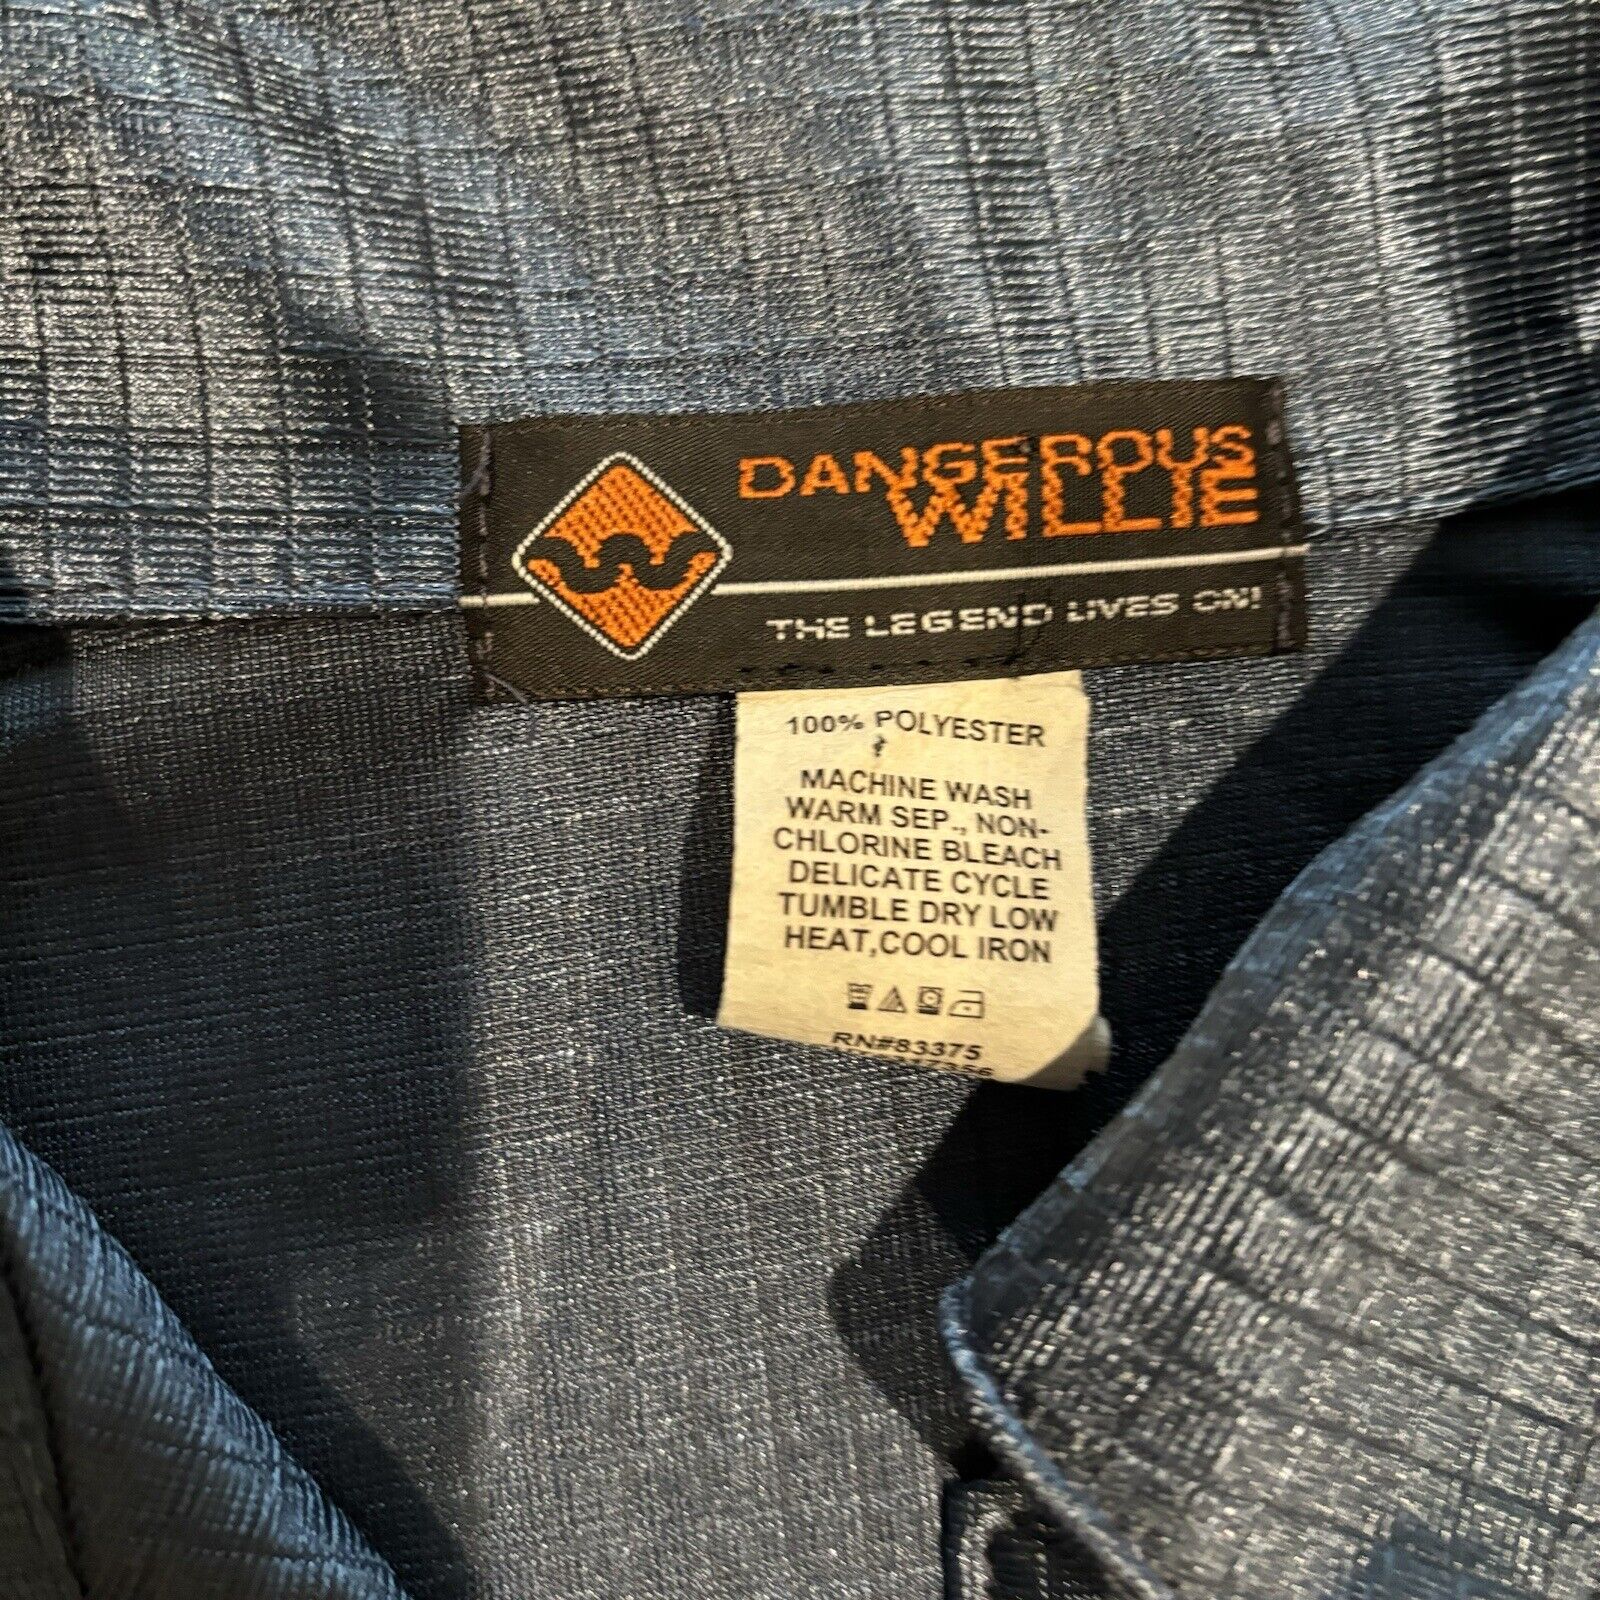 DANGEROUS
WILLIE
THE LEGEND LIVES ON!
100% POLYESTER
MACHINE WASH
WARM SEP., NON-
CHLORINE BLEACH
DELICATE CYCLE
TUMBLE DRY LOW
HEAT,COOL IRON
RN#83375